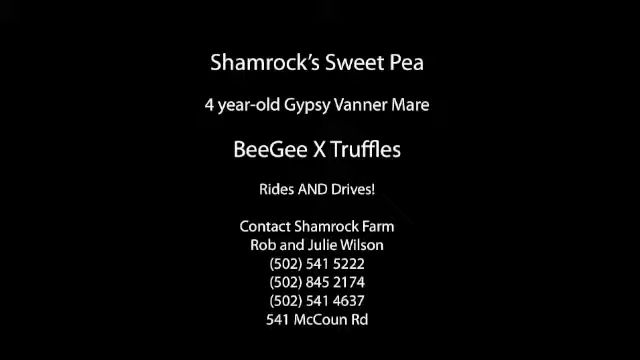 Shamrock’s Sweet Pea
4 year-old Gypsy Vanner Mare
BeeGee X Truffles
Rides AND Drives!
Contact Shamrock Farm
Rob and Julie Wilson
(502) 541 5222
(502) 845 2174
(502) 541 4637
541 McCoun Rd